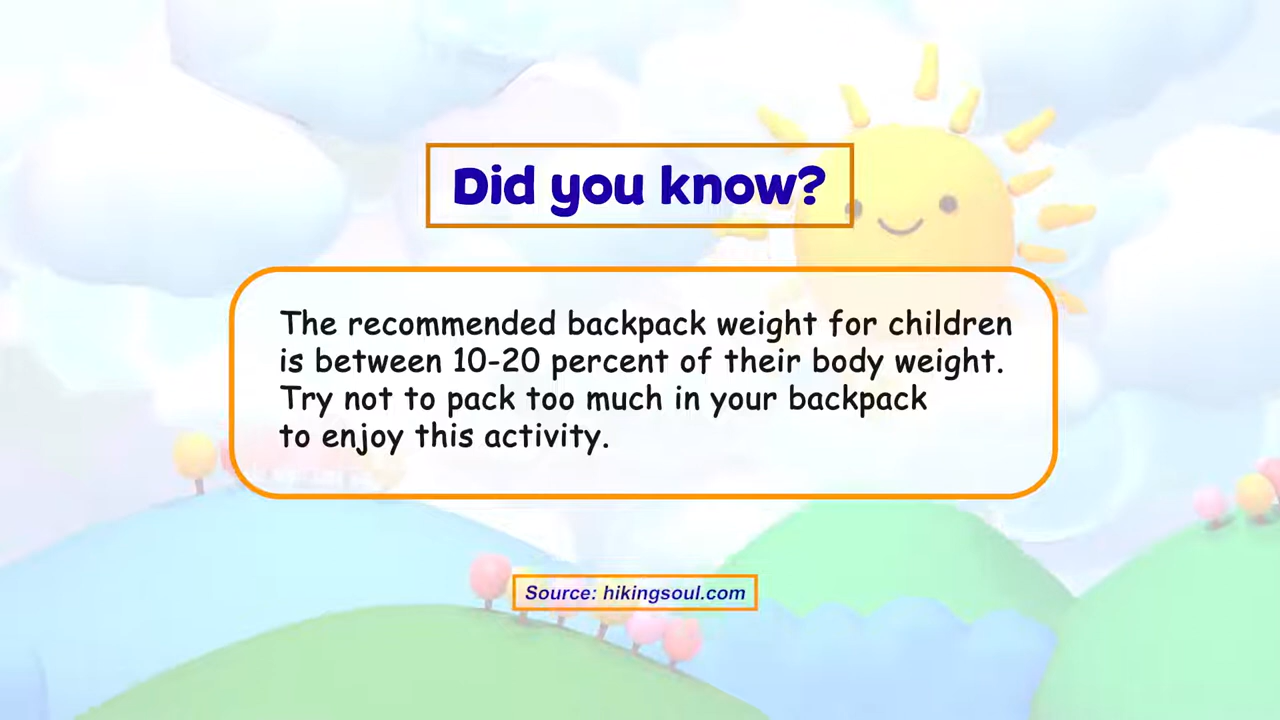 Did you know?
The recommended backpack weight for children
is between 10-20 percent of their body weight.
Try not to pack too much in your backpack
to enjoy this activity.
Source: hikingsoul.com